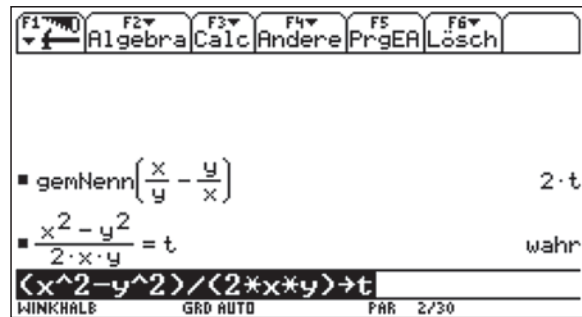 F1 F2 F3 F4 F5 F6
Algebra Calc Andere PrgEA Lösch
▪ gemNenn(x/y − y/x) 2·t
▪ (x² − y²)/(2·x·y) = t wahr
(x^2−y^2)/(2*x*y)→t
WINKHALB GRD AUTO PAR 2/30